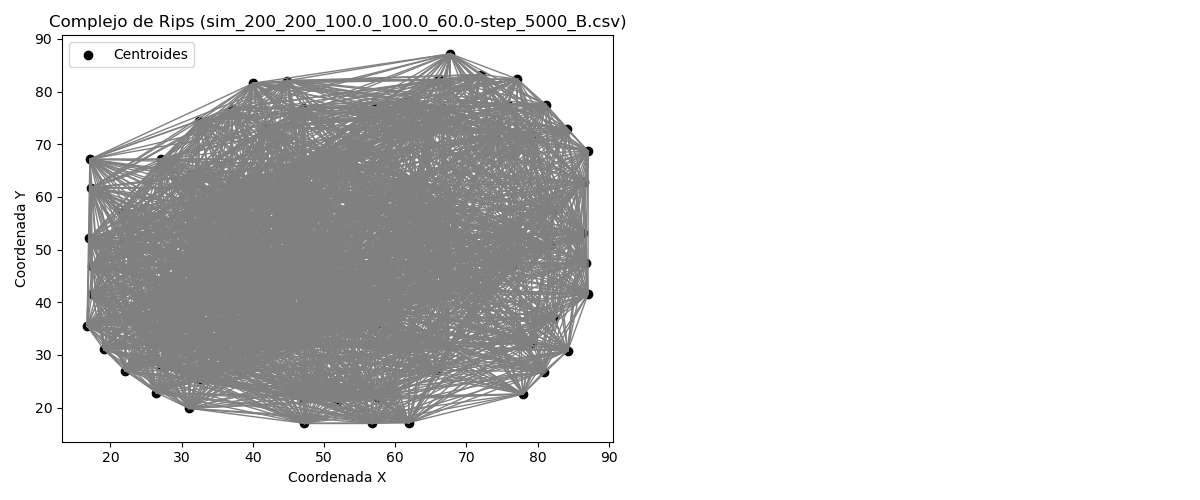 Complejo de Rips (sim_200_200_100.0_100.0_60.0-step_5000_B.csv)
Centroides
90
80
70
60
50
40
30
20
Coordenada Y
20 30 40 50 60 70 80 90
Coordenada X